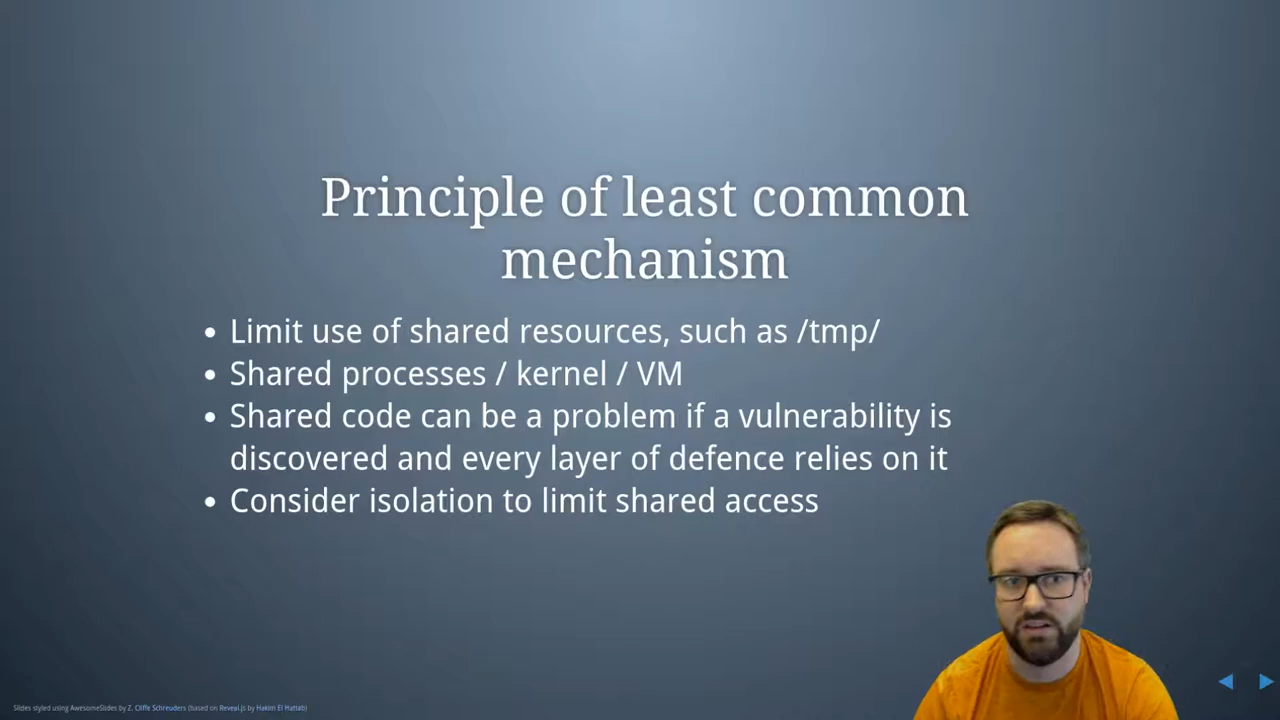 Principle of least common
mechanism
Limit use of shared resources, such as /tmp/
Shared processes / kernel / VM
Shared code can be a problem if a vulnerability is
discovered and every layer of defence relies on it
Consider isolation to limit shared access
Slides styled using AwesomeSlides by Z. Cliffe Schreuders (based on Reveal.js by Hakim El Hattab)